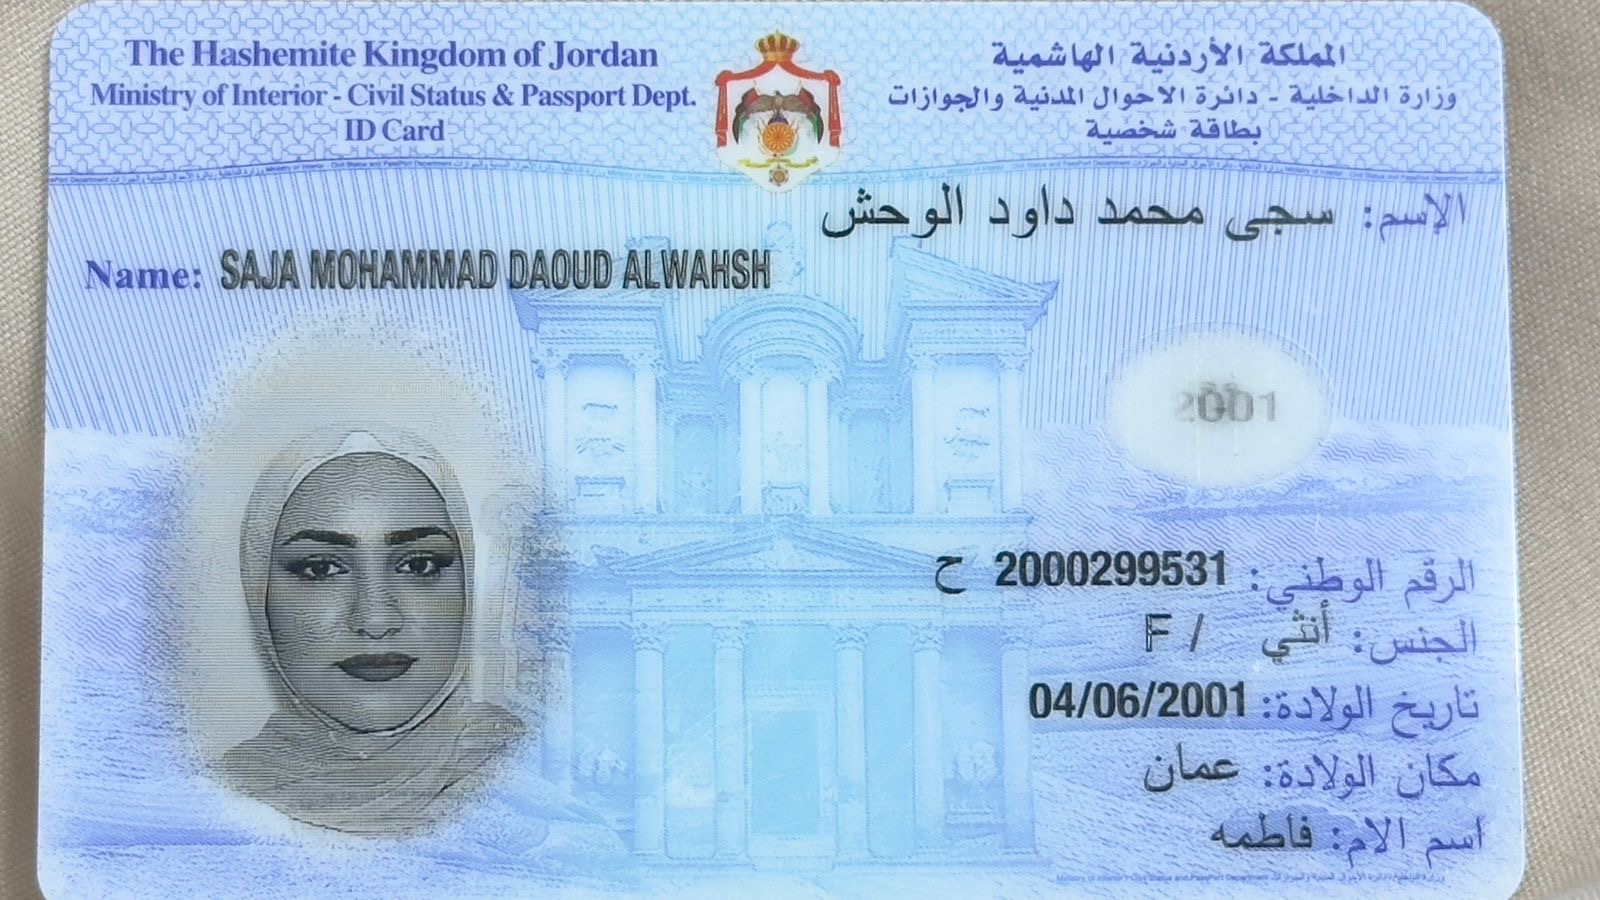 The Hashemite Kingdom of Jordan
Ministry of Interior - Civil Status & Passport Dept.
ID Card
المملكة الأردنية الهاشمية
وزارة الداخلية - دائرة الاحوال المدنية والجوازات
بطاقة شخصية
الإسم: سجى محمد داود الوحش
Name: SAJA MOHAMMAD DAOUD ALWAHSH
2001
الرقم الوطني: 2000299531 ح
الجنس: أنثي / F
تاريخ الولادة: 04/06/2001
مكان الولادة: عمان
اسم الام: فاطمه